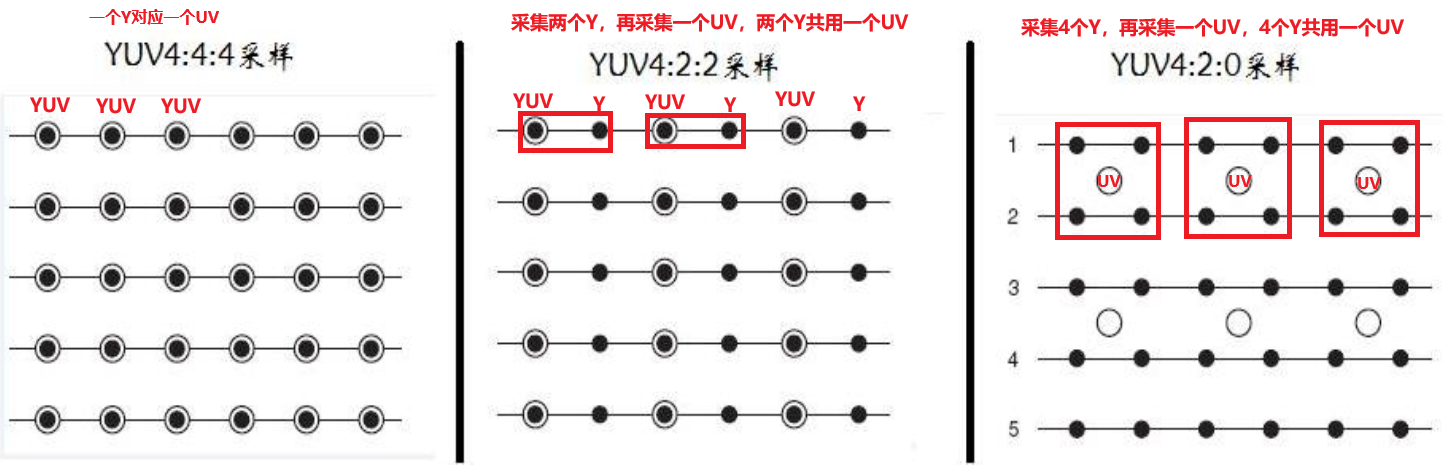 一个Y对应一个UV
YUV4:4:4采样
YUV YUV YUV
采集两个Y，再采集一个UV，两个Y共用一个UV
YUV4:2:2采样
YUV Y YUV Y YUV Y
采集4个Y，再采集一个UV，4个Y共用一个UV
YUV4:2:0采样
1
UV UV UV
2
3
4
5